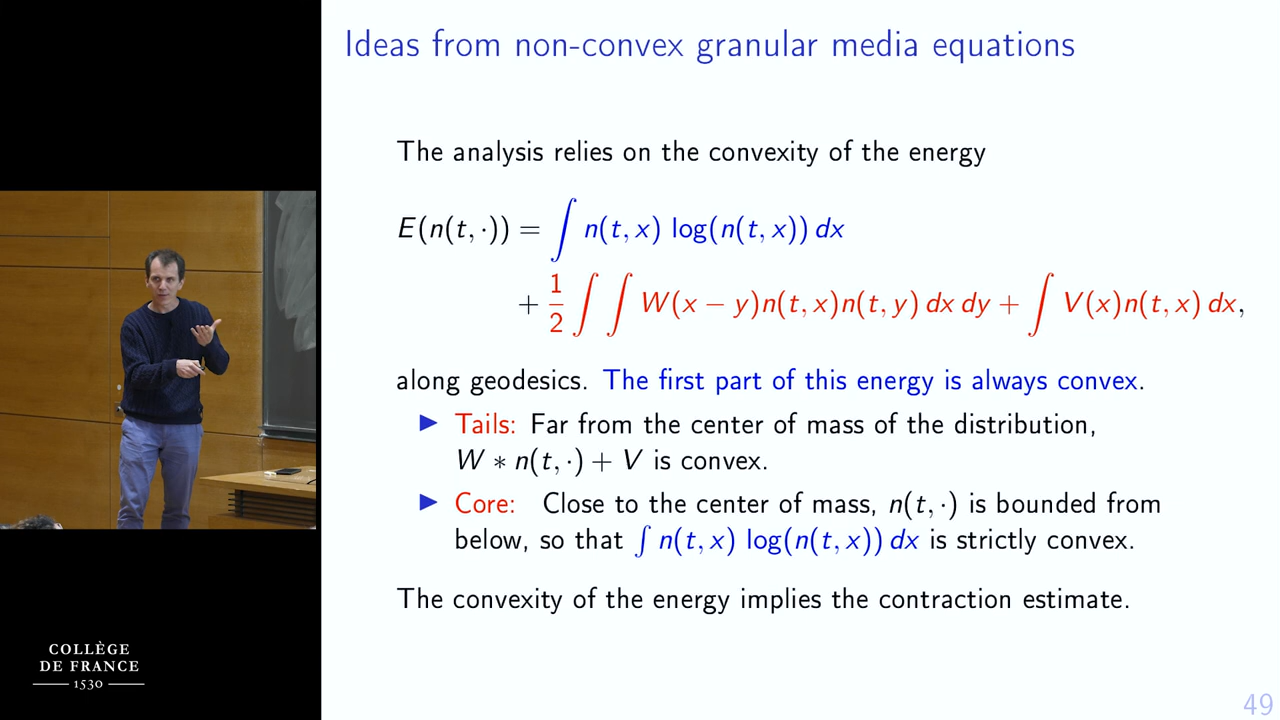 Ideas from non-convex granular media equations
The analysis relies on the convexity of the energy
E(n(t, ·)) = ∫ n(t, x) log(n(t, x)) dx
+ 1/2 ∫ ∫ W(x − y)n(t, x)n(t, y) dx dy + ∫ V(x)n(t, x) dx,
along geodesics. The first part of this energy is always convex.
▶ Tails: Far from the center of mass of the distribution,
W ∗ n(t, ·) + V is convex.
▶ Core: Close to the center of mass, n(t, ·) is bounded from
below, so that ∫ n(t, x) log(n(t, x)) dx is strictly convex.
The convexity of the energy implies the contraction estimate.
COLLÈGE
DE FRANCE
1530
49